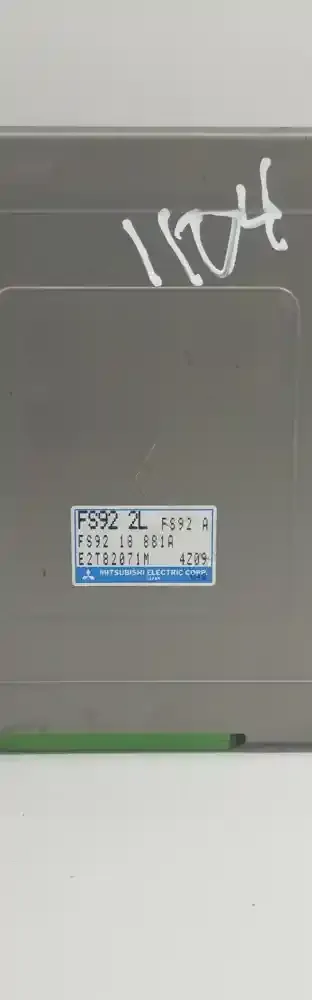 1104
FS92 2L FS92 A
FS92 18 881A
E2T82071M 4Z09
MITSUBISHI ELECTRIC CORP.
JAPAN